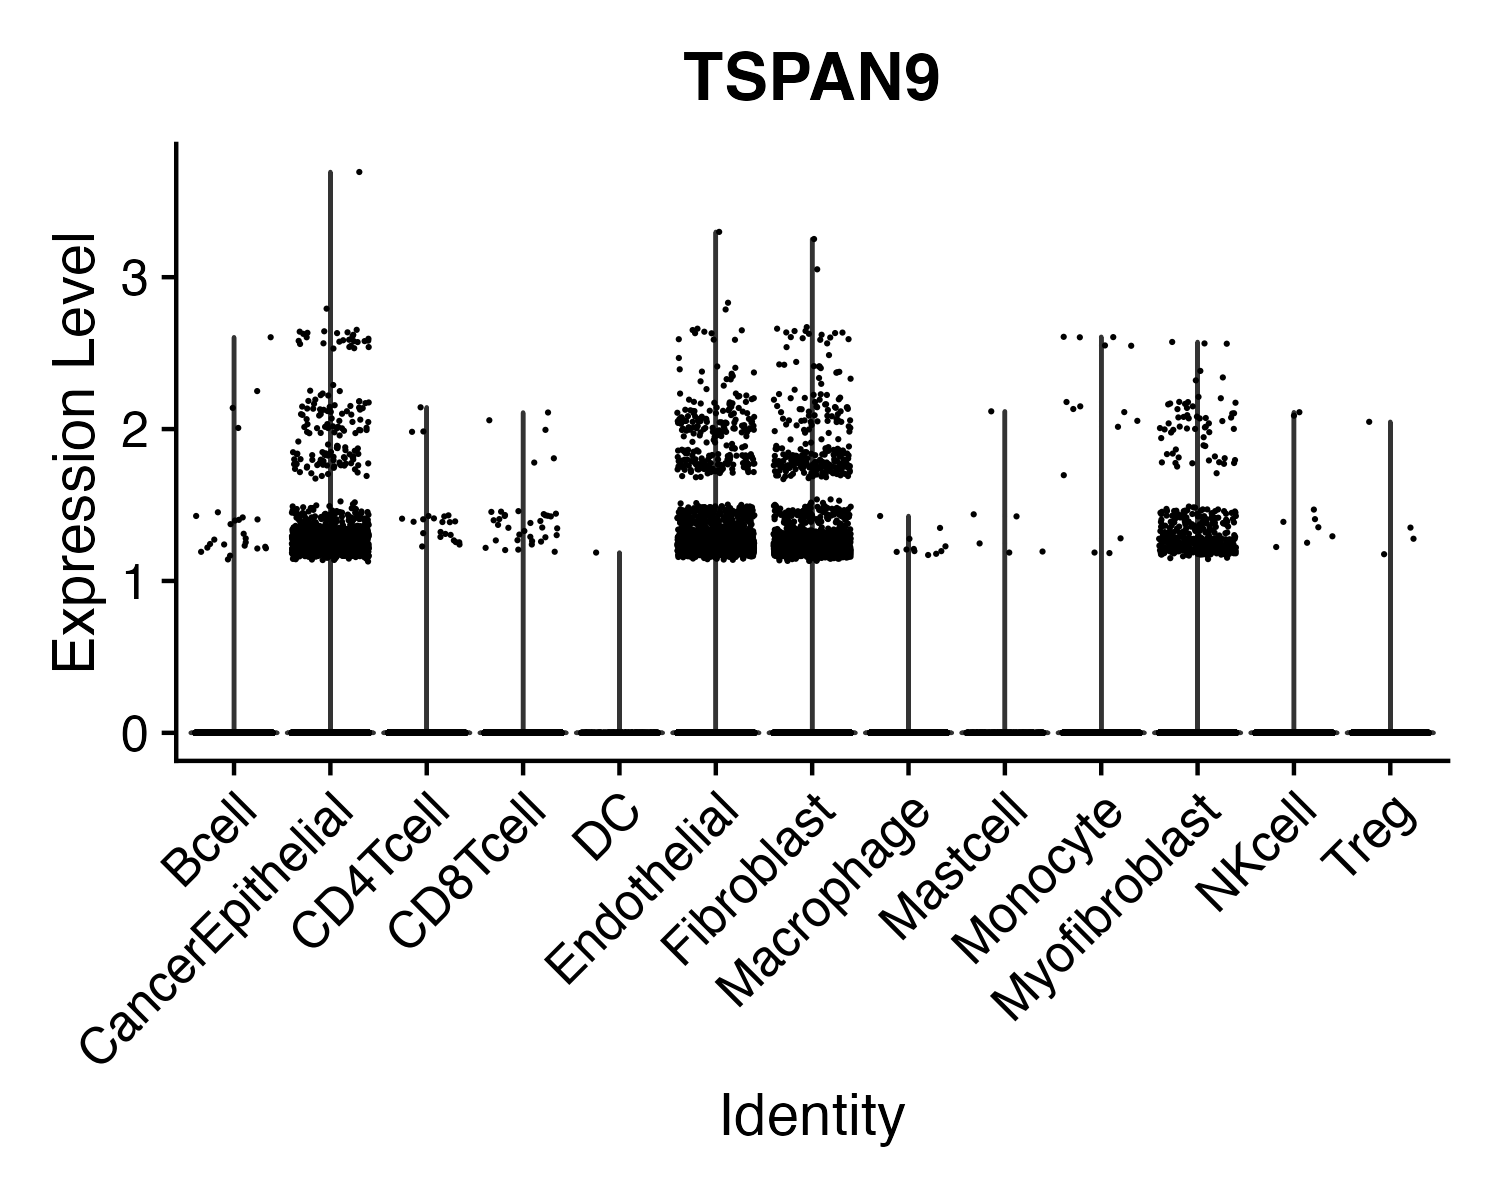 TSPAN9
Expression Level
3
2
1
0
Bcell
CancerEpithelial
CD4Tcell
CD8Tcell
DC
Endothelial
Fibroblast
Macrophage
Mastcell
Monocyte
Myofibroblast
NKcell
Treg
Identity